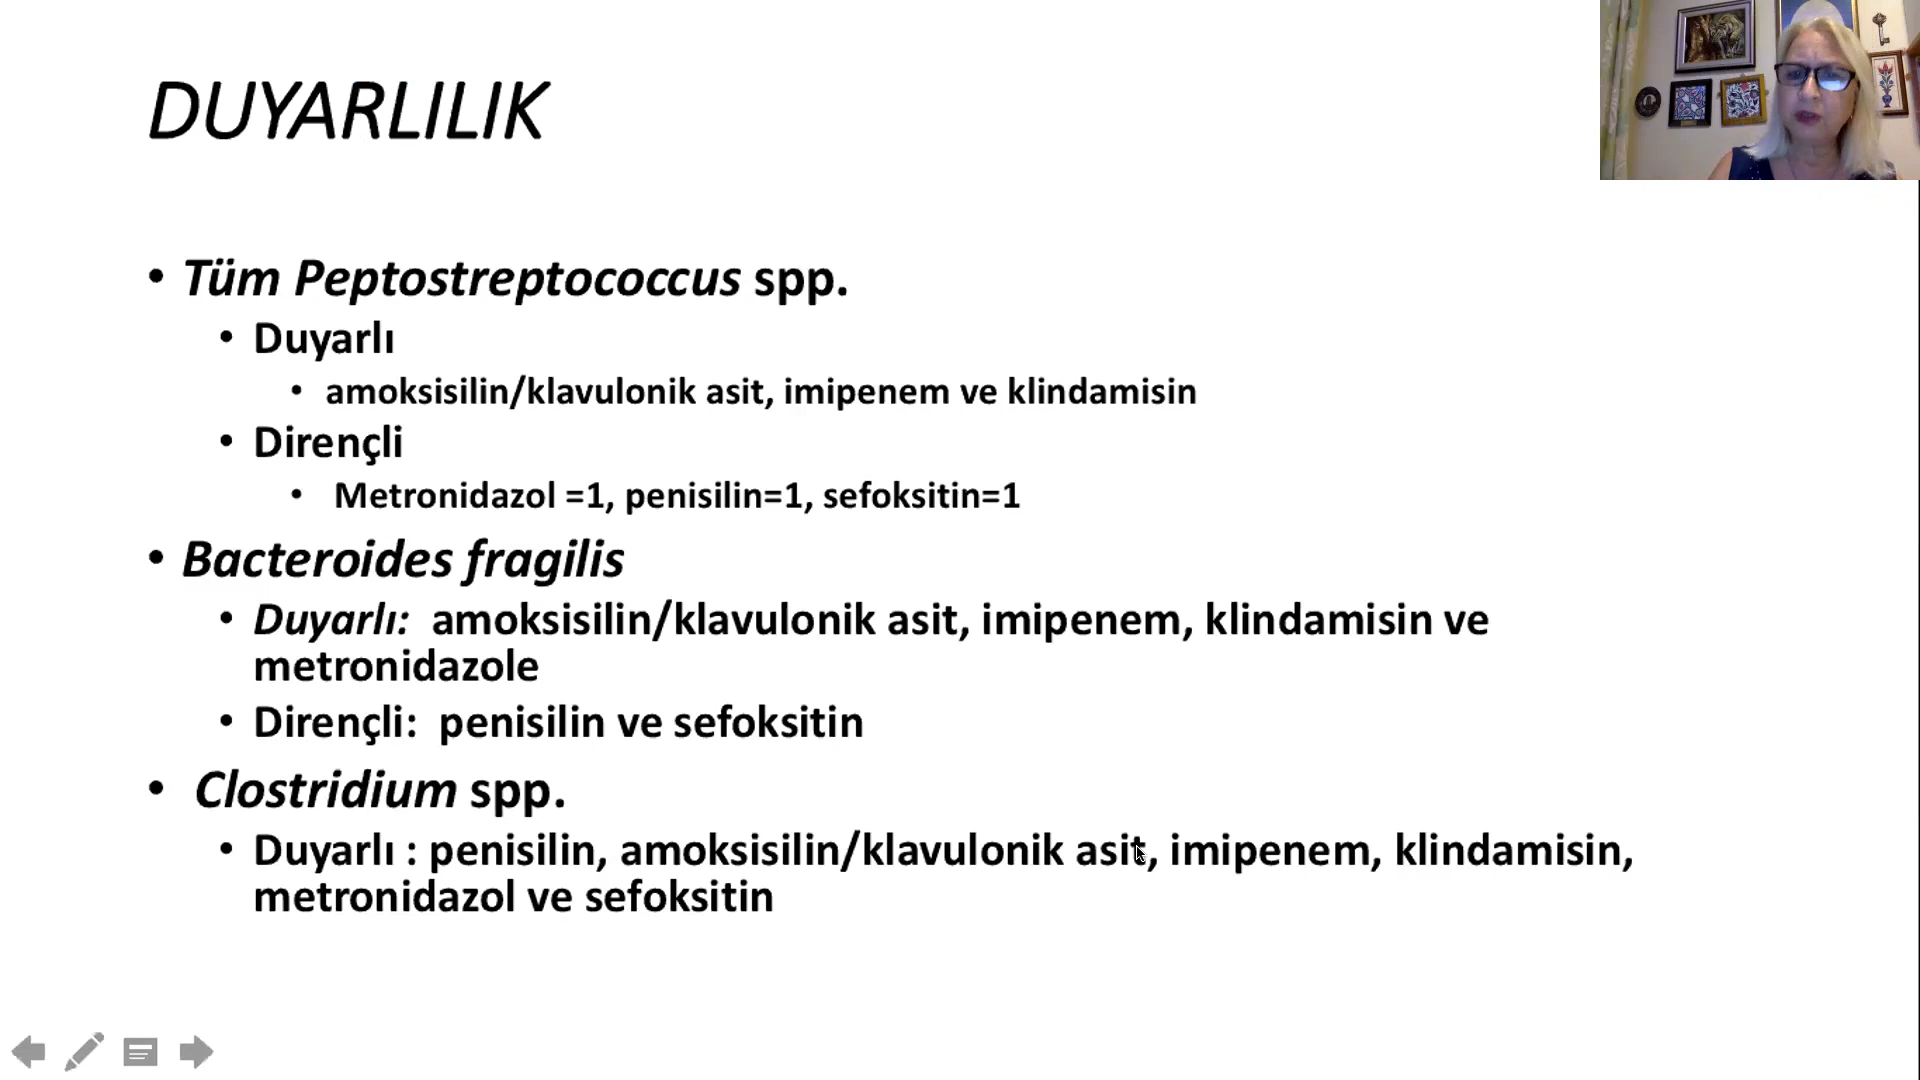 DUYARLILIK
• Tüm Peptostreptococcus spp.
• Duyarlı
• amoksisilin/klavulonik asit, imipenem ve klindamisin
• Dirençli
• Metronidazol =1, penisilin=1, sefoksitin=1
• Bacteroides fragilis
• Duyarlı: amoksisilin/klavulonik asit, imipenem, klindamisin ve
metronidazole
• Dirençli: penisilin ve sefoksitin
• Clostridium spp.
• Duyarlı : penisilin, amoksisilin/klavulonik asit, imipenem, klindamisin,
metronidazol ve sefoksitin